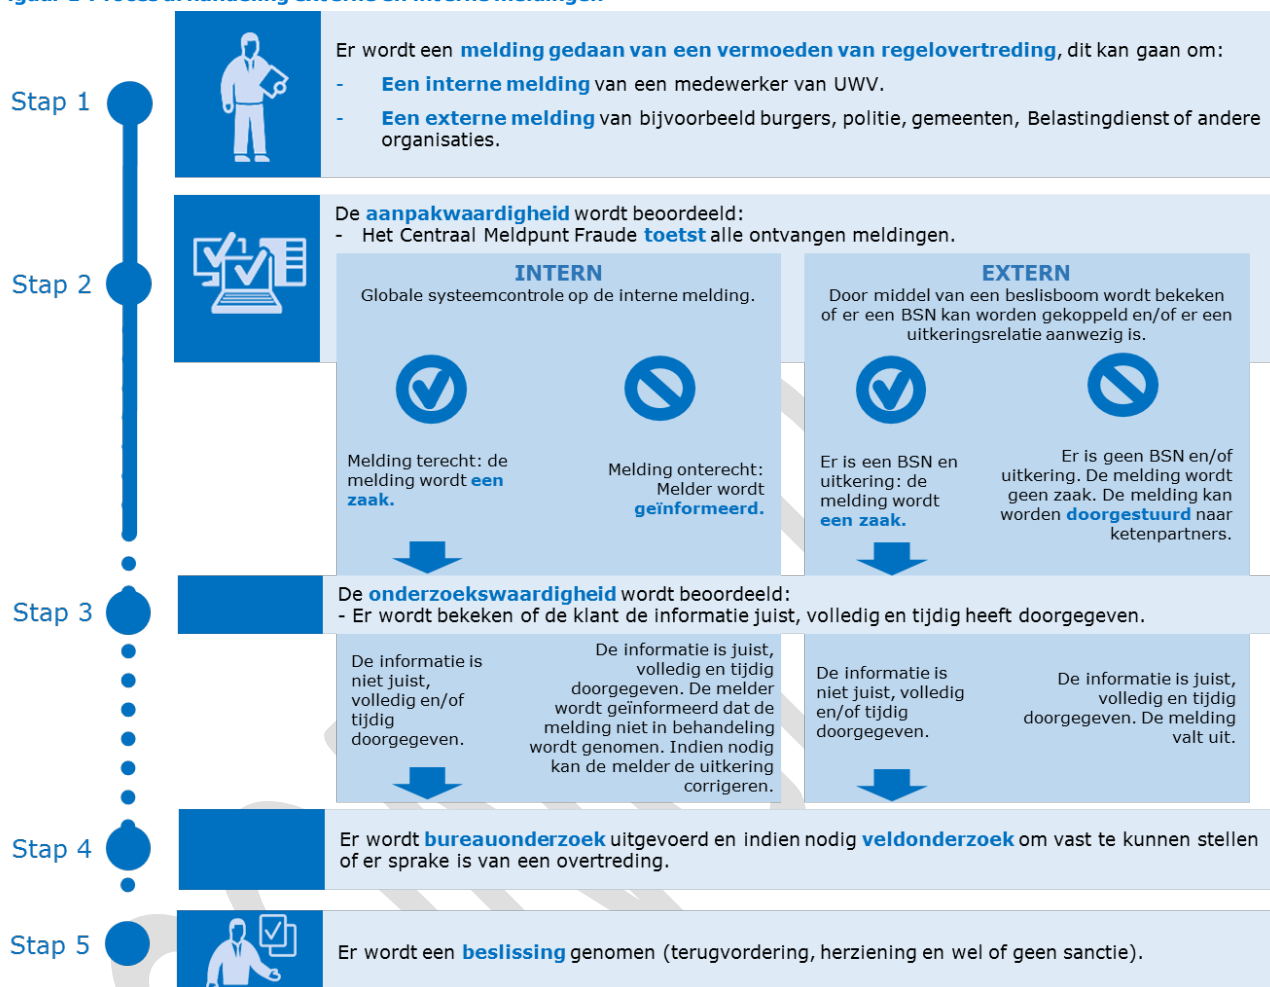 Figuur 1 Proces afhandeling externe en interne meldingen
Stap 1
Er wordt een melding gedaan van een vermoeden van regelovertreding, dit kan gaan om:
- Een interne melding van een medewerker van UWV.
- Een externe melding van bijvoorbeeld burgers, politie, gemeenten, Belastingdienst of andere
organisaties.
Stap 2
De aanpakwaardigheid wordt beoordeeld:
- Het Centraal Meldpunt Fraude toetst alle ontvangen meldingen.
INTERN
Globale systeemcontrole op de interne melding.
Melding terecht: de
melding wordt een
zaak.
Melding onterecht:
Melder wordt
geïnformeerd.
EXTERN
Door middel van een beslisboom wordt bekeken
of er een BSN kan worden gekoppeld en/of er een
uitkeringsrelatie aanwezig is.
Er is een BSN en
uitkering: de
melding wordt
een zaak.
Er is geen BSN en/of
uitkering. De melding wordt
geen zaak. De melding kan
worden doorgestuurd naar
ketenpartners.
Stap 3
De onderzoekswaardigheid wordt beoordeeld:
- Er wordt bekeken of de klant de informatie juist, volledig en tijdig heeft doorgegeven.
De informatie is
niet juist,
volledig en/of
tijdig
doorgegeven.
De informatie is juist,
volledig en tijdig
doorgegeven. De melder
wordt geïnformeerd dat de
melding niet in behandeling
wordt genomen. Indien nodig
kan de melder de uitkering
corrigeren.
De informatie is
niet juist, volledig
en/of tijdig
doorgegeven.
De informatie is juist,
volledig en tijdig
doorgegeven. De melding
valt uit.
Stap 4
Er wordt bureauonderzoek uitgevoerd en indien nodig veldonderzoek om vast te kunnen stellen
of er sprake is van een overtreding.
Stap 5
Er wordt een beslissing genomen (terugvordering, herziening en wel of geen sanctie).